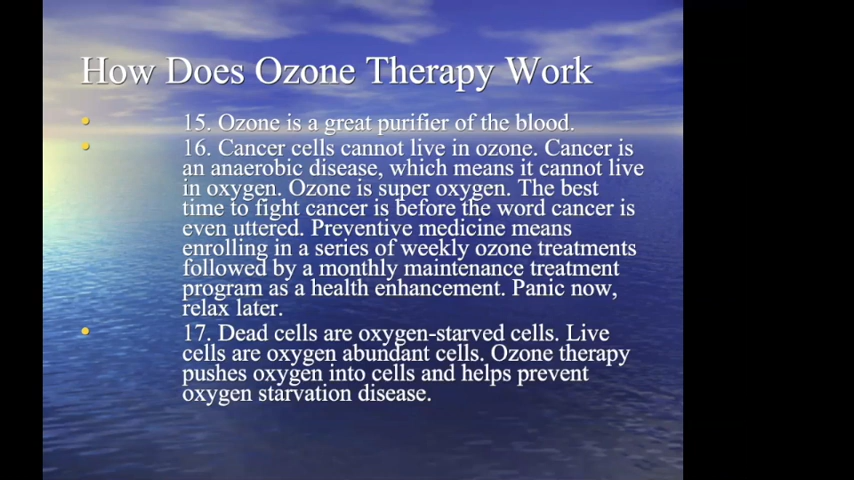 How Does Ozone Therapy Work
15. Ozone is a great purifier of the blood.
16. Cancer cells cannot live in ozone. Cancer is
an anaerobic disease, which means it cannot live
in oxygen. Ozone is super oxygen. The best
time to fight cancer is before the word cancer is
even uttered. Preventive medicine means
enrolling in a series of weekly ozone treatments
followed by a monthly maintenance treatment
program as a health enhancement. Panic now,
relax later.
17. Dead cells are oxygen-starved cells. Live
cells are oxygen abundant cells. Ozone therapy
pushes oxygen into cells and helps prevent
oxygen starvation disease.